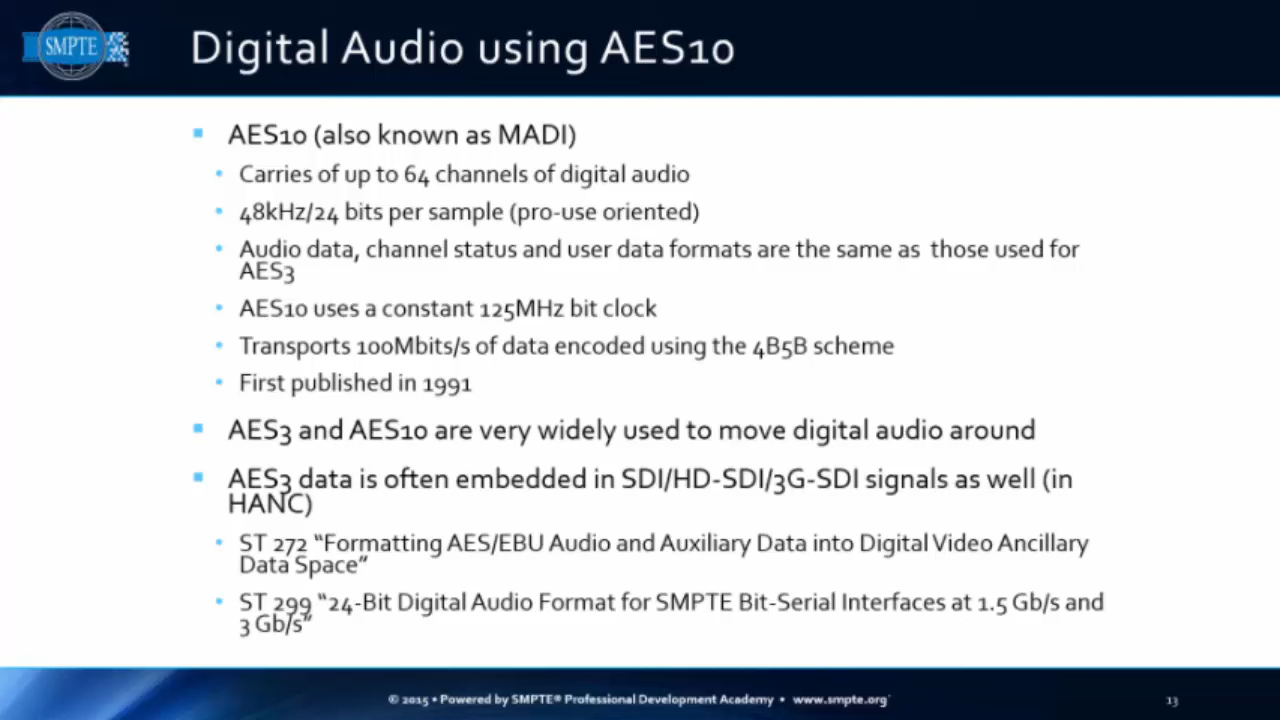 SMPTE
Digital Audio using AES10
AES10 (also known as MADI)
Carries of up to 64 channels of digital audio
48kHz/24 bits per sample (pro-use oriented)
Audio data, channel status and user data formats are the same as  those used for
AES3
AES10 uses a constant 125MHz bit clock
Transports 100Mbits/s of data encoded using the 4B5B scheme
First published in 1991
AES3 and AES10 are very widely used to move digital audio around
AES3 data is often embedded in SDI/HD-SDI/3G-SDI signals as well (in
HANC)
ST 272 “Formatting AES/EBU Audio and Auxiliary Data into Digital Video Ancillary
Data Space”
ST 299 “24-Bit Digital Audio Format for SMPTE Bit-Serial Interfaces at 1.5 Gb/s and
3 Gb/s”
© 2015 • Powered by SMPTE® Professional Development Academy • www.smpte.org
13